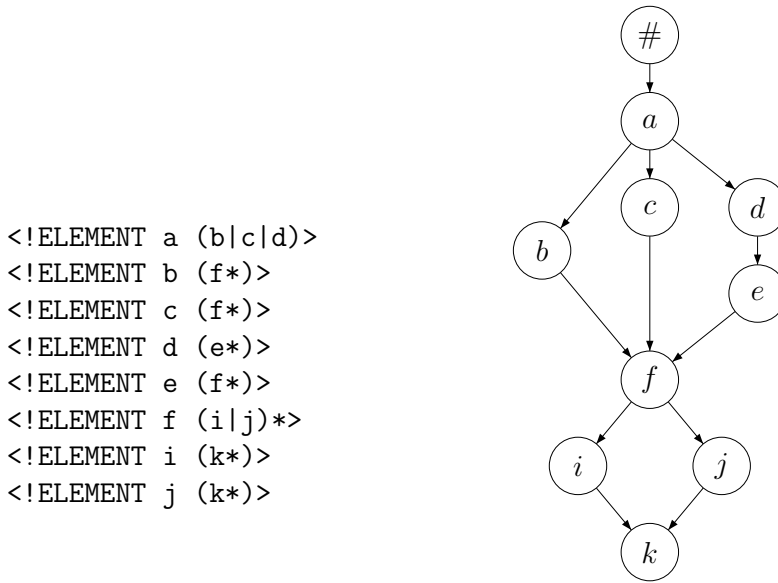 <!ELEMENT a (b|c|d)>
<!ELEMENT b (f*)>
<!ELEMENT c (f*)>
<!ELEMENT d (e*)>
<!ELEMENT e (f*)>
<!ELEMENT f (i|j)*>
<!ELEMENT i (k*)>
<!ELEMENT j (k*)>
#
a
c
d
b
e
f
i
j
k